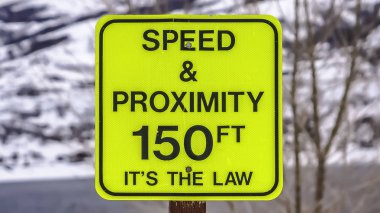 SPEED
&
PROXIMITY
150FT
IT'S THE LAW